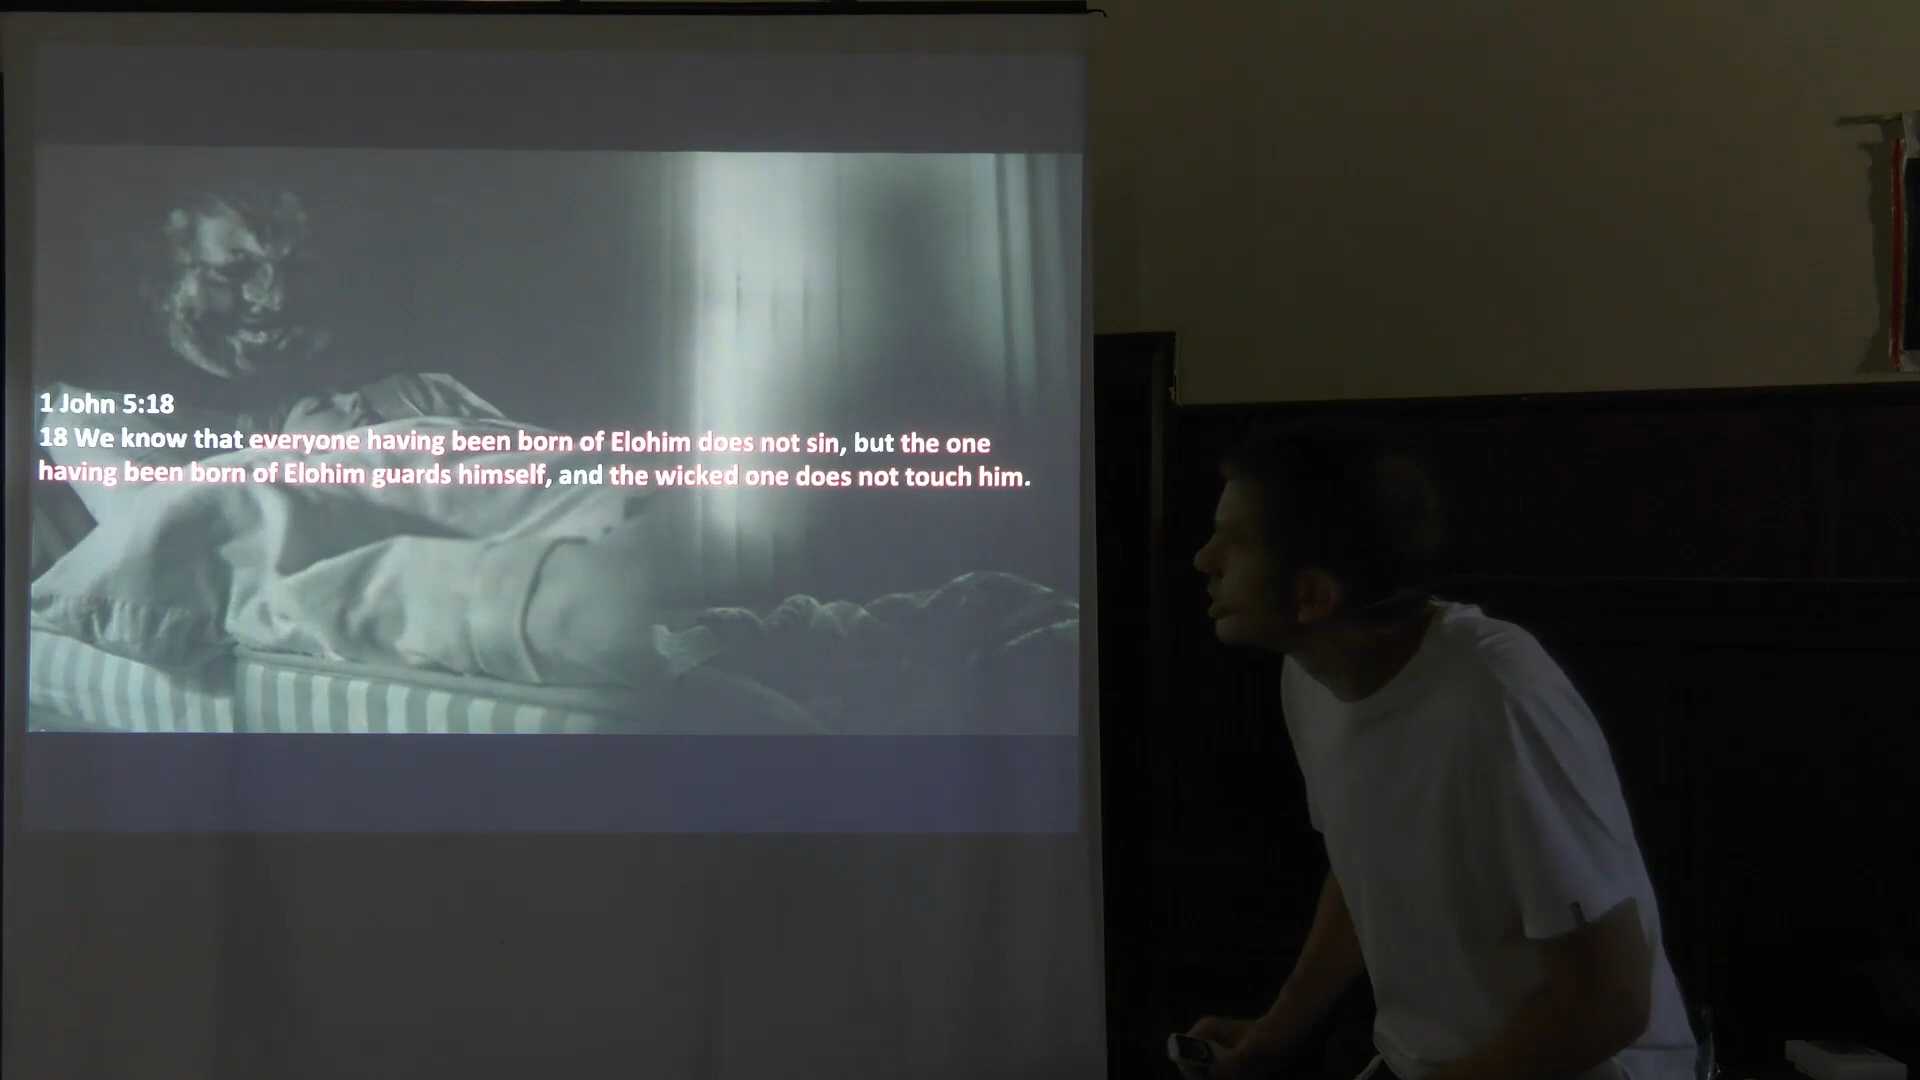 1 John 5:18
18 We know that everyone having been born of Elohim does not sin, but the one
having been born of Elohim guards himself, and the wicked one does not touch him.